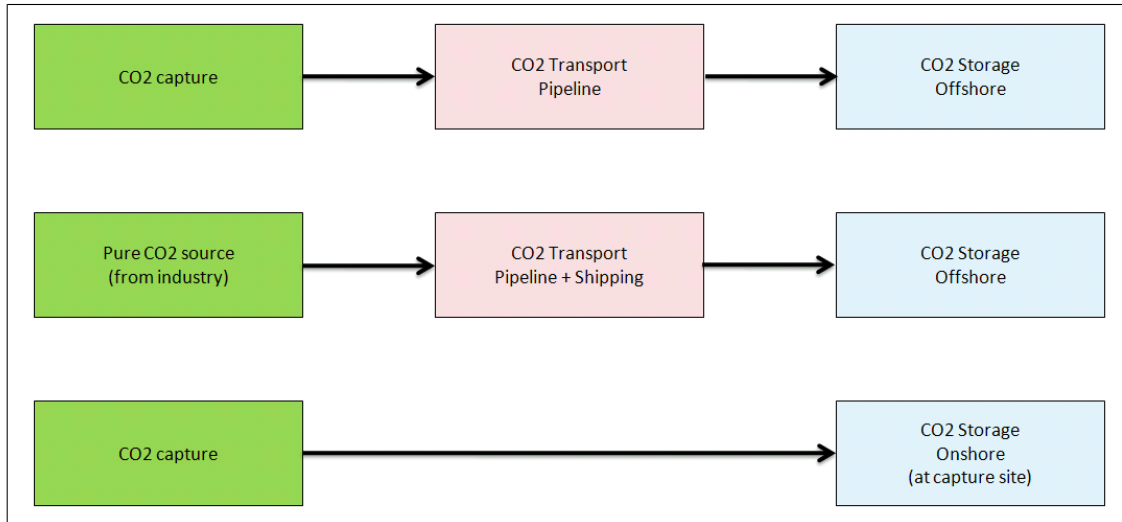 CO2 capture
CO2 Transport
Pipeline
CO2 Storage
Offshore
Pure CO2 source
(from industry)
CO2 Transport
Pipeline + Shipping
CO2 Storage
Offshore
CO2 capture
CO2 Storage
Onshore
(at capture site)